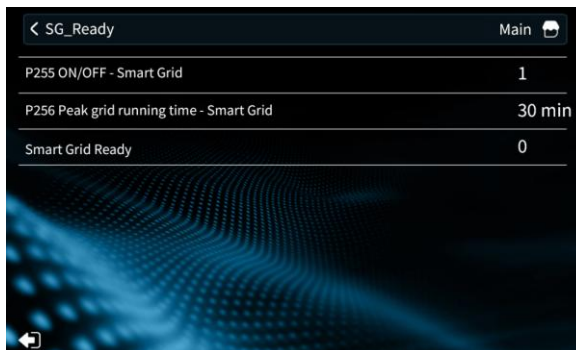 < SG_Ready Main
P255 ON/OFF - Smart Grid 1
P256 Peak grid running time - Smart Grid 30 min
Smart Grid Ready 0